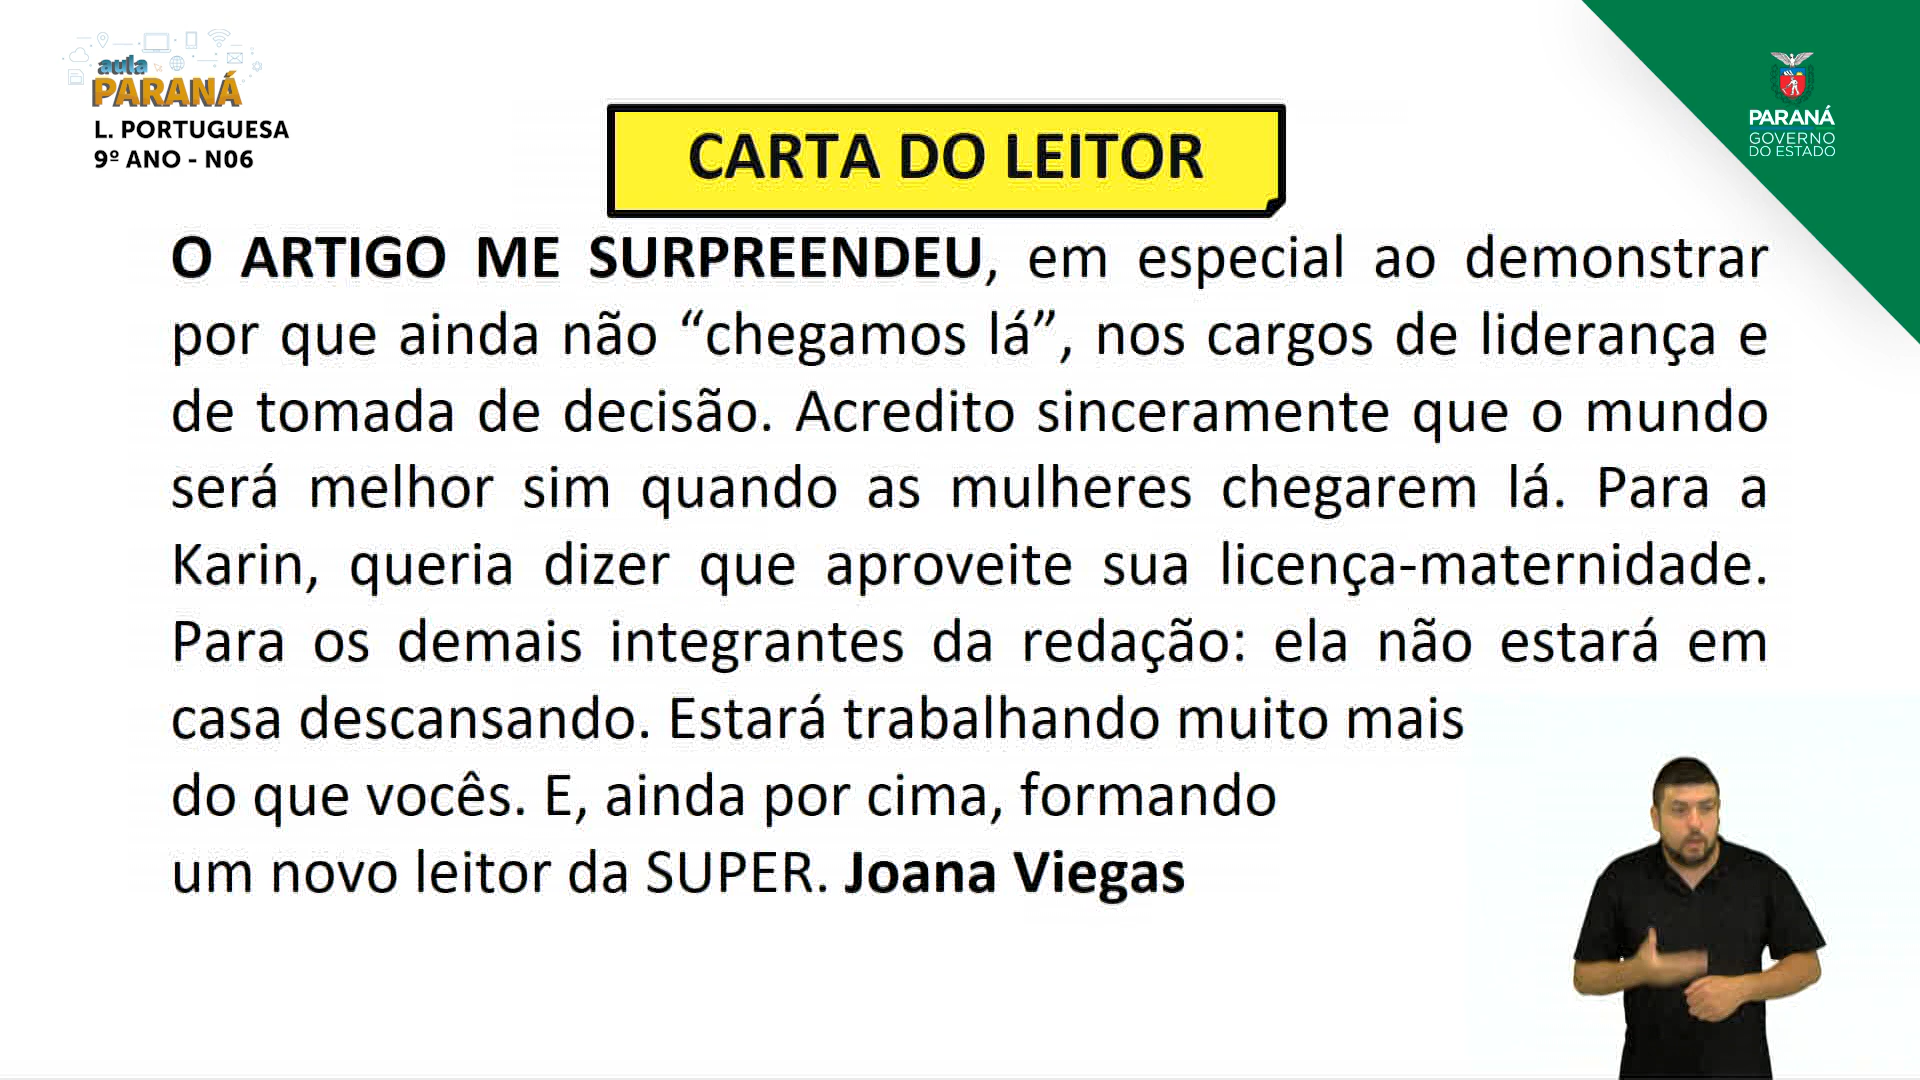 aula
PARANÁ
L. PORTUGUESA
9º ANO - N06
PARANÁ
GOVERNO
DO ESTADO
CARTA DO LEITOR
O ARTIGO ME SURPREENDEU, em especial ao demonstrar
por que ainda não “chegamos lá”, nos cargos de liderança e
de tomada de decisão. Acredito sinceramente que o mundo
será melhor sim quando as mulheres chegarem lá. Para a
Karin, queria dizer que aproveite sua licença-maternidade.
Para os demais integrantes da redação: ela não estará em
casa descansando. Estará trabalhando muito mais
do que vocês. E, ainda por cima, formando
um novo leitor da SUPER. Joana Viegas